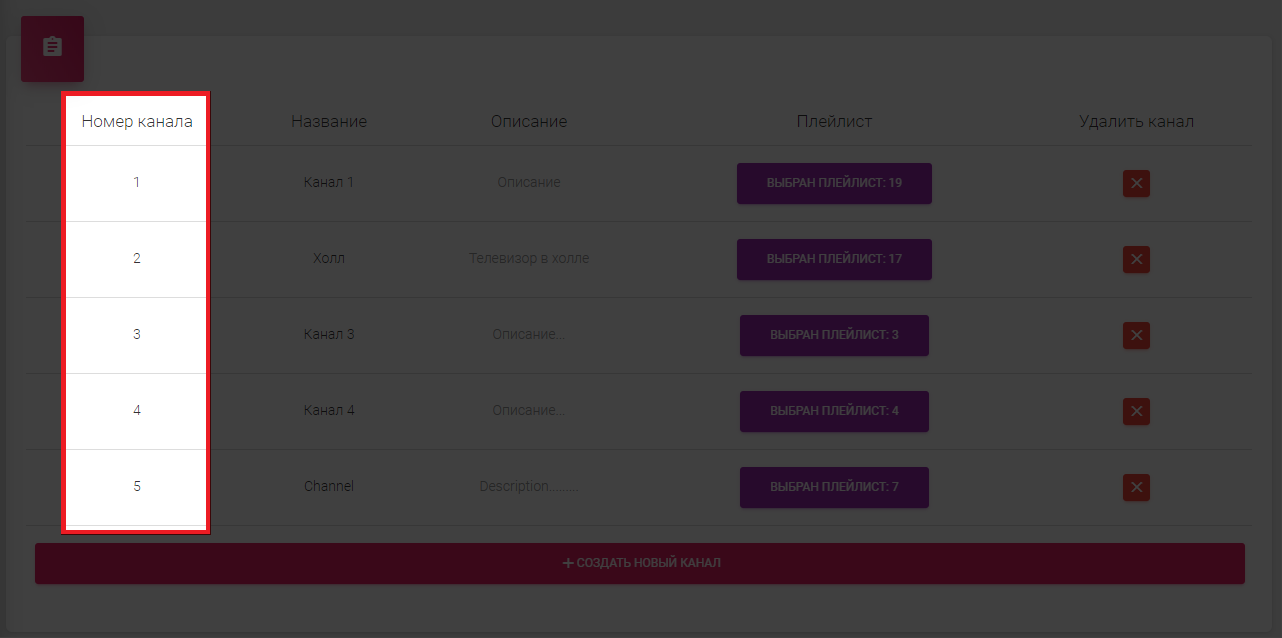 Номер канала Название Описание Плейлист Удалить канал
1 Канал 1 Описание ВЫБРАН ПЛЕЙЛИСТ: 19
2 Холл Телевизор в холле ВЫБРАН ПЛЕЙЛИСТ: 17
3 Канал 3 Описание... ВЫБРАН ПЛЕЙЛИСТ: 3
4 Канал 4 Описание... ВЫБРАН ПЛЕЙЛИСТ: 4
5 Channel Description......... ВЫБРАН ПЛЕЙЛИСТ: 7
+ СОЗДАТЬ НОВЫЙ КАНАЛ